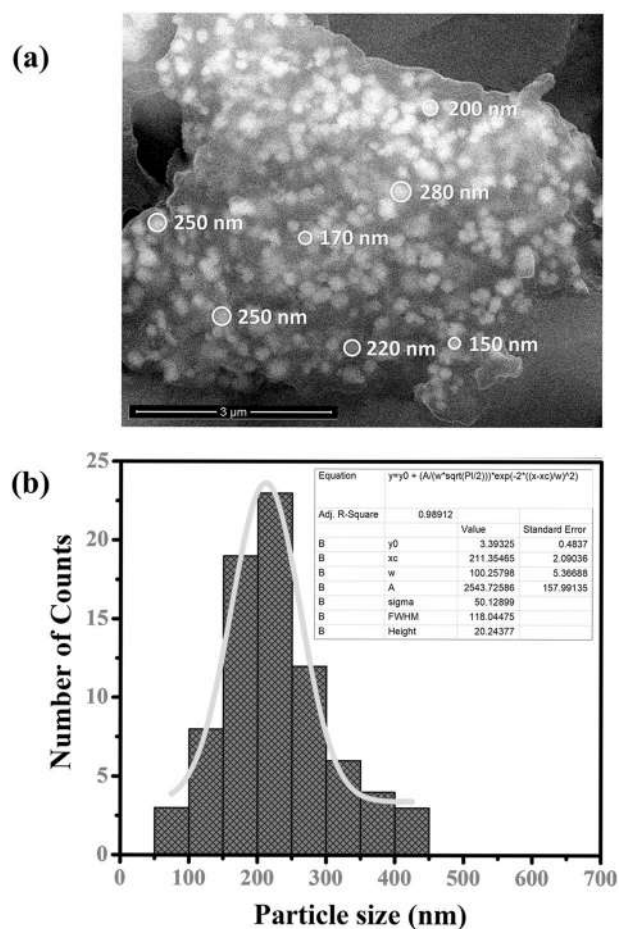 (a)
200 nm
280 nm
250 nm
170 nm
250 nm
220 nm
150 nm
3 µm
(b)
25
20
15
10
5
0
Number of Counts
Equation y=y0 + (A/(w*sqrt(PI/2)))*exp(-2*((x-xc)/w)^2)
Adj. R-Square 0.98912
Value Standard Error
B y0 3.39325 0.4837
B xc 211.35465 2.09036
B w 100.25798 5.36688
B A 2543.72586 157.99135
B sigma 50.12899
B FWHM 118.04475
B Height 20.24377
0 100 200 300 400 500 600 700
Particle size (nm)